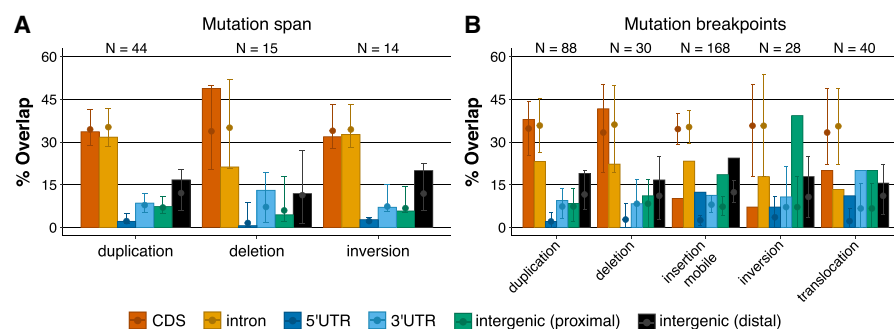 A
Mutation span
N = 44
N = 15
N = 14
60
45
30
15
0
% Overlap
duplication
deletion
inversion
B
Mutation breakpoints
N = 88
N = 30
N = 168
N = 28
N = 40
60
45
30
15
0
% Overlap
duplication
deletion
insertion
mobile
inversion
translocation
CDS
intron
5'UTR
3'UTR
intergenic (proximal)
intergenic (distal)